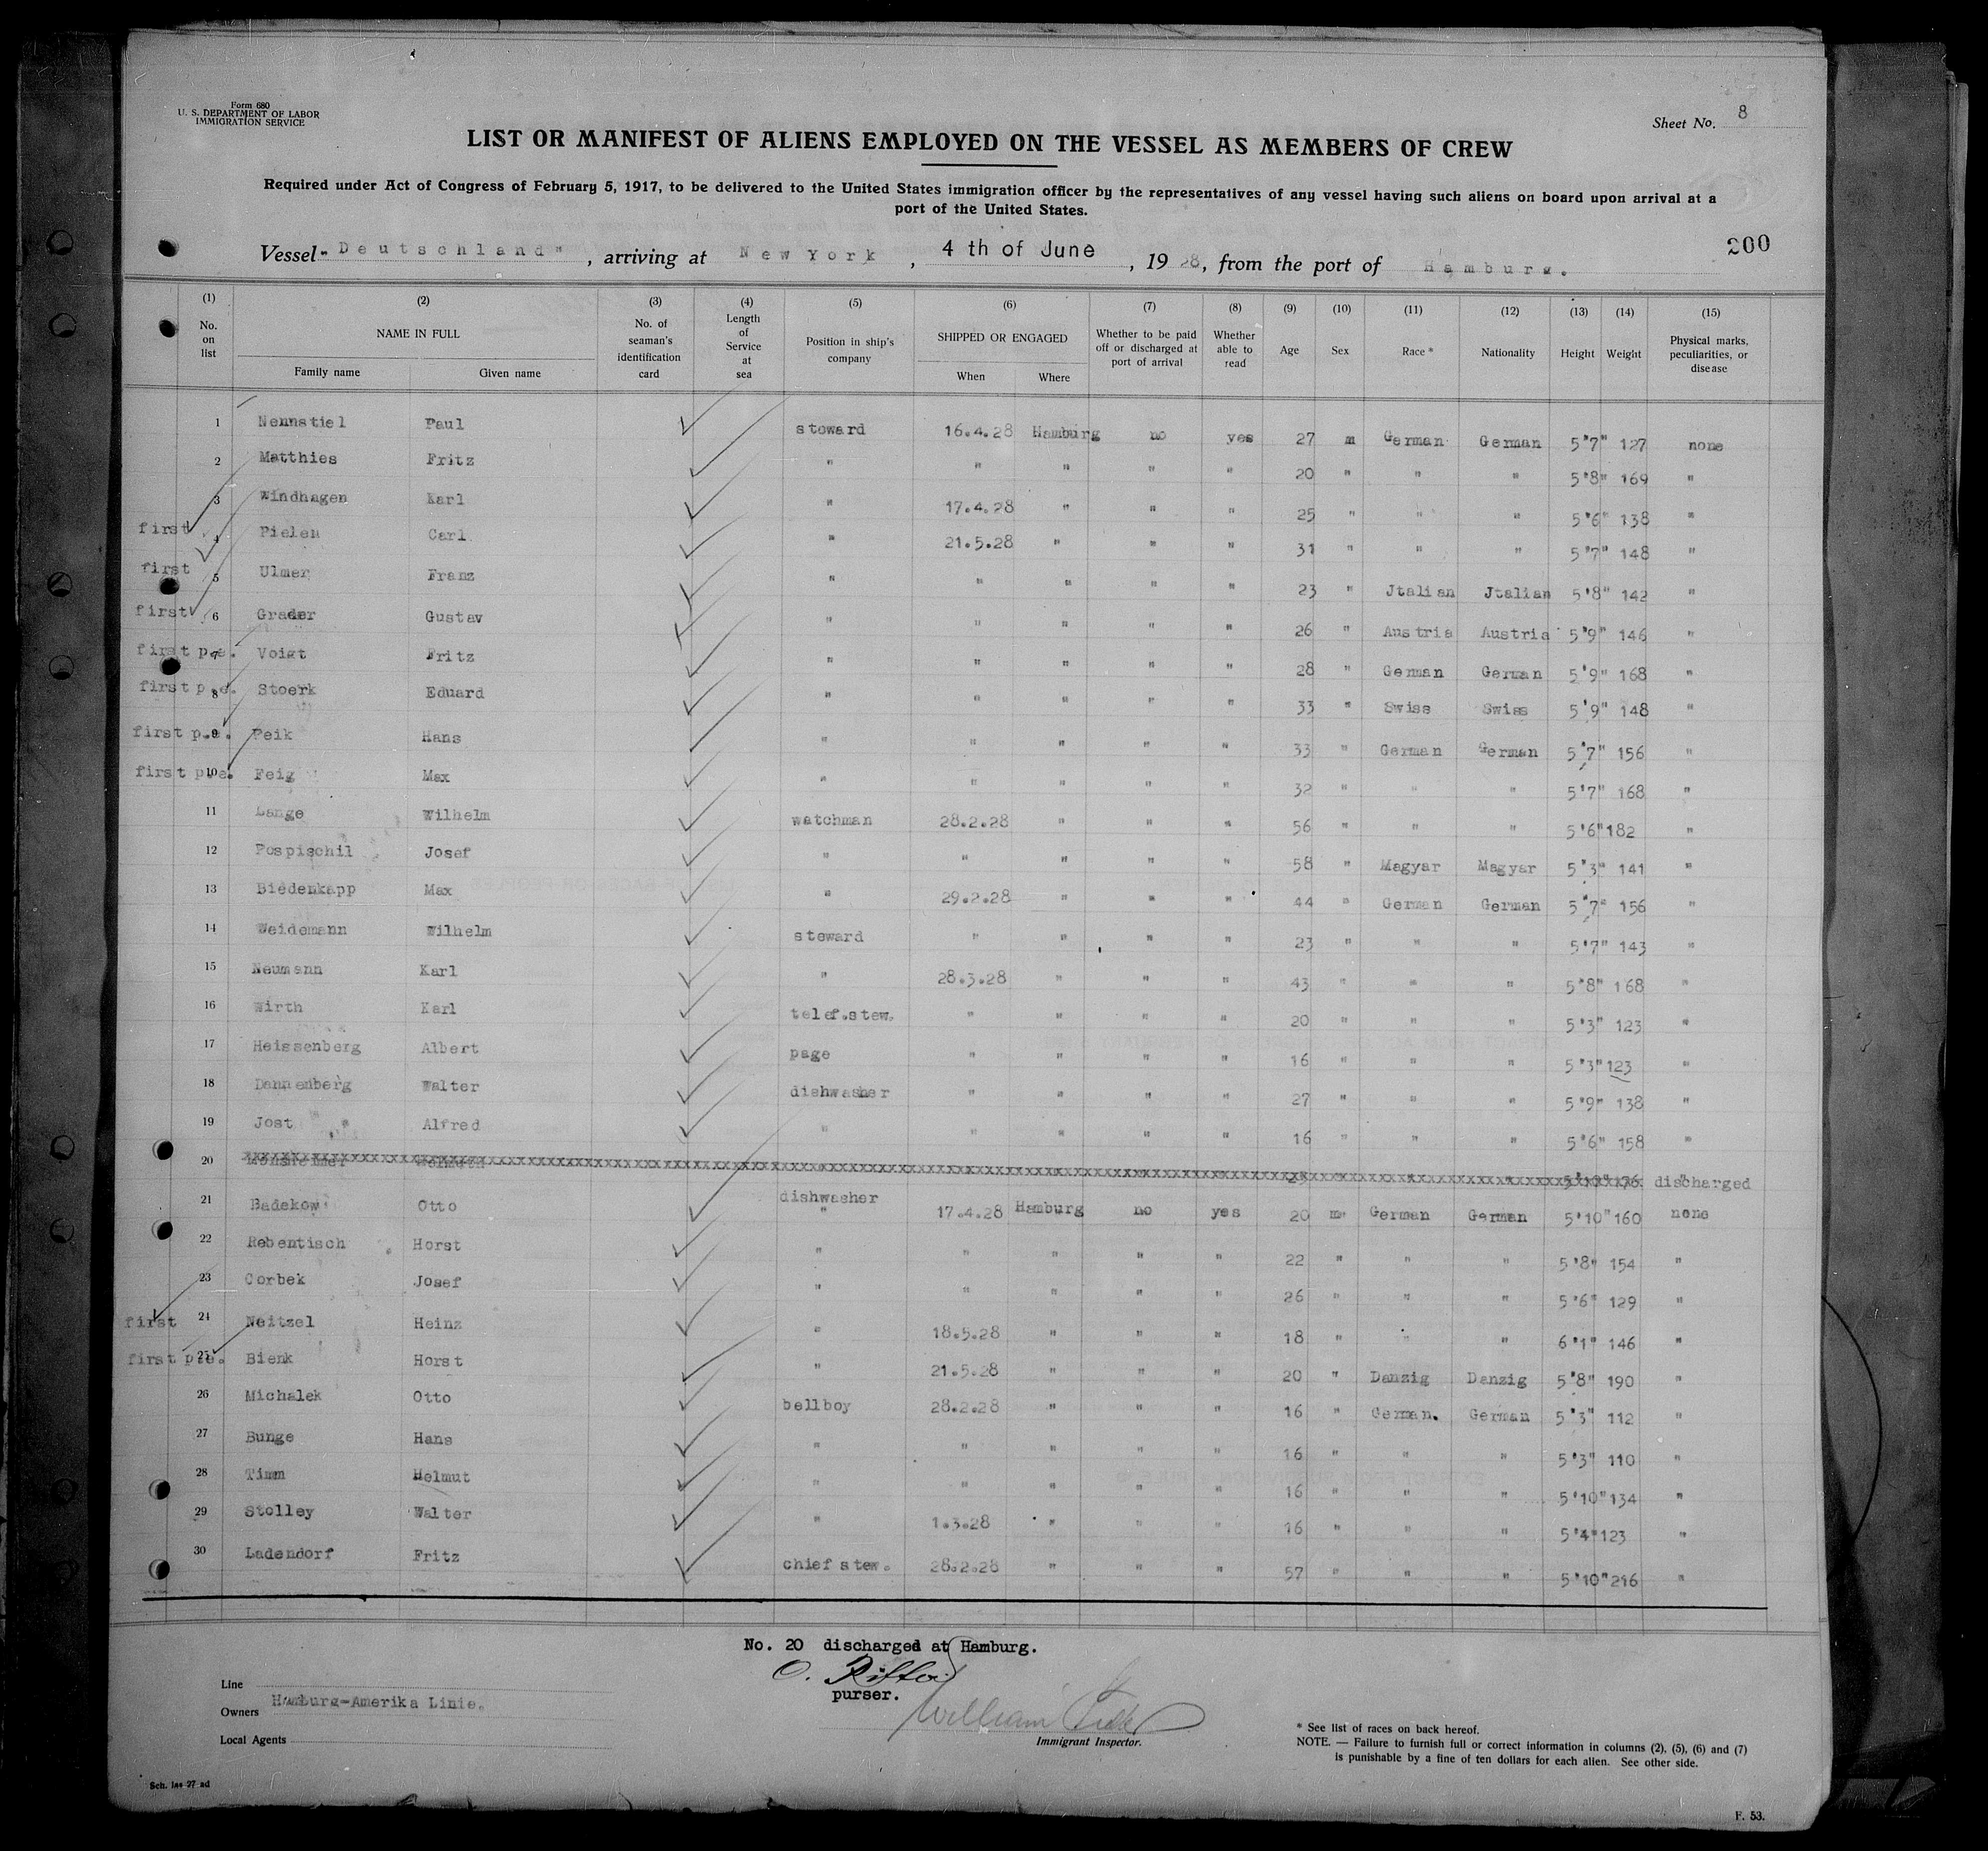 Form 680
U. S. DEPARTMENT OF LABOR
IMMIGRATION SERVICE
Sheet No. 8
LIST OR MANIFEST OF ALIENS EMPLOYED ON THE VESSEL AS MEMBERS OF CREW
Required under Act of Congress of February 5, 1917, to be delivered to the United States immigration officer by the representatives of any vessel having such aliens on board upon arrival at a
port of the United States.
200
Vessel "Deutschland", arriving at New York, 4 th of June, 1928, from the port of Hamburg.
(1) (2) (3) (4) (5) (6) (7) (8) (9) (10) (11) (12) (13) (14) (15)
No. on list NAME IN FULL Family name Given name No. of seaman's identification card Length of Service at sea Position in ship's company SHIPPED OR ENGAGED When Where Whether to be paid off or discharged at port of arrival Whether able to read Age Sex Race * Nationality Height Weight Physical marks, peculiarities, or disease
1 Nennstiel Paul steward 16.4.28 Hamburg no yes 27 m German German 5'7" 127 none
2 Matthies Fritz " " " " " 20 " " " 5'8" 169 "
3 Windhagen Karl " 17.4.28 " " " 25 " " " 5'6" 138 "
first 4 Pielen Carl " 21.5.28 " " " 31 " " " 5'7" 148 "
first 5 Ulmer Franz " " " " " 23 " Jtalian Jtalian 5'8" 142 "
first 6 Grader Gustav " " " " " 26 " Austria Austria 5'9" 146 "
first p.e. 7 Voigt Fritz " " " " " 28 " German German 5'9" 168 "
first p.e. 8 Stoerk Eduard " " " " " 33 " Swiss Swiss 5'9" 148 "
first p.e. 9 Peik Hans " " " " " 33 " German German 5'7" 156 "
first p.e. 10 Feig Max " " " " " 32 " " " 5'7" 168 "
11 Lange Wilhelm watchman 28.2.28 " " " 56 " " " 5'6" 182 "
12 Pospischil Josef " " " " " 58 " Magyar Magyar 5'3" 141 "
13 Biedenkapp Max " 29.2.28 " " " 44 " German German 5'7" 156 "
14 Weidemann Wilhelm steward " " " " 23 " " " 5'7" 143 "
15 Neumann Karl " 28.3.28 " " " 43 " " " 5'8" 168 "
16 Wirth Karl telef.stew. " " " " 20 " " " 5'3" 123 "
17 Heissenberg Albert page " " " " 16 " " " 5'3" 123 "
18 Dannenberg Walter dishwasher " " " " 27 " " " 5'9" 138 "
19 Jost Alfred " " " " " 16 " " " 5'6" 158 "
20 discharged
21 Badekow Otto dishwasher " 17.4.28 Hamburg no yes 20 m German German 5'10" 160 none
22 Rebentisch Horst " " " " " 22 " " " 5'8" 154 "
23 Corbek Josef " " " " " 26 " " " 5'6" 129 "
first 24 Neitzel Heinz " 18.5.28 " " " 18 " " " 6'1" 146 "
first p.e. 25 Bienk Horst " 21.5.28 " " " 20 " Danzig Danzig 5'8" 190 "
26 Michalek Otto bellboy 28.2.28 " " " 16 " German. German 5'3" 112 "
27 Bunge Hans " " " " " 16 " " " 5'3" 110 "
28 Timm Helmut " " " " " 16 " " " 5'10" 134 "
29 Stolley Walter " 1.3.28 " " " 16 " " " 5'4" 123 "
30 Ladendorf Fritz chief stew. 28.2.28 " " " 57 " " " 5'10" 216 "
No. 20 discharged at Hamburg.
purser.
Line
Owners Hamburg-Amerika Linie.
Local Agents
William
Immigrant Inspector.
* See list of races on back hereof.
NOTE. — Failure to furnish full or correct information in columns (2), (5), (6) and (7)
is punishable by a fine of ten dollars for each alien. See other side.
F. 53.